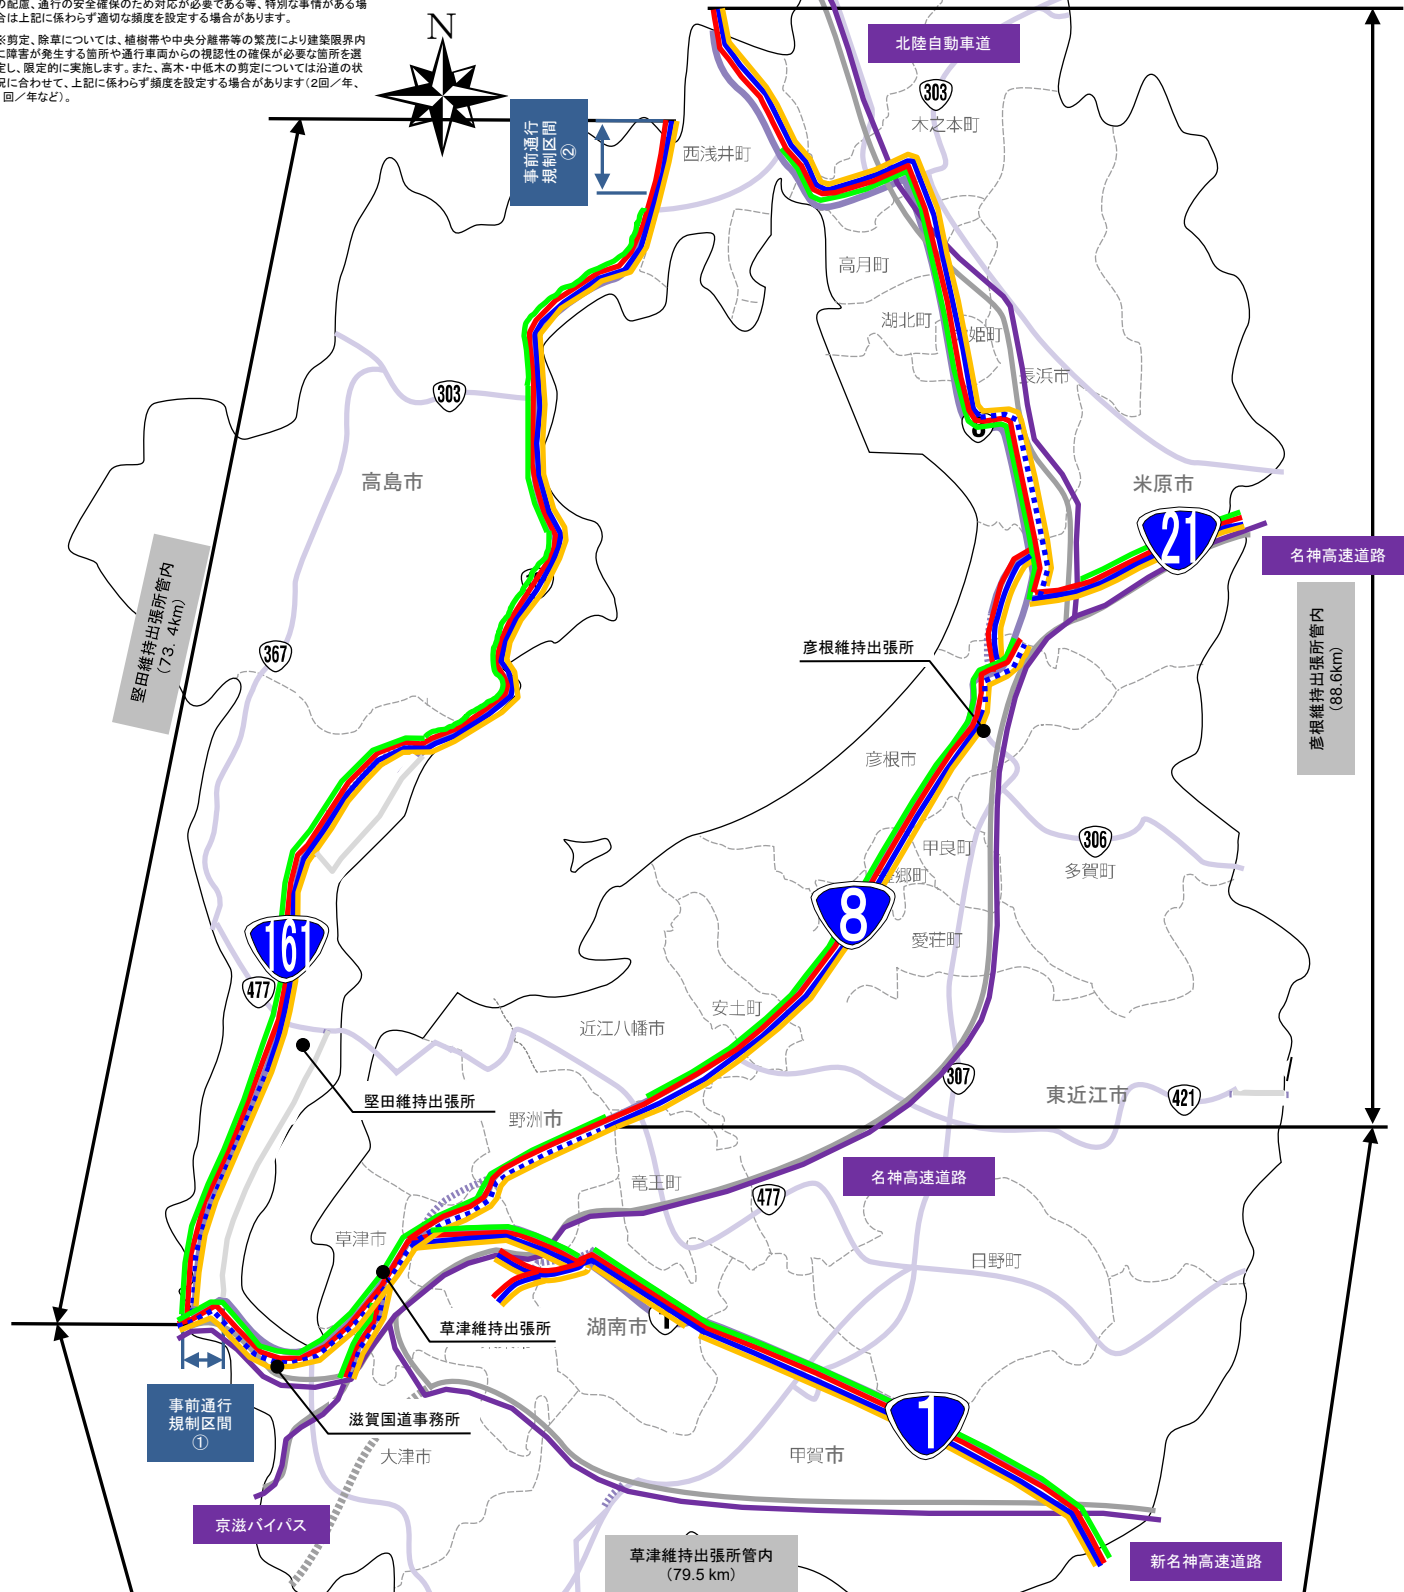 の配慮、通行の安全確保のため対応が必要である等、特別な事情がある場
合は上記に係わらず適切な頻度を設定する場合があります。
※剪定、除草については、植樹帯や中央分離帯等の繁茂により建築限界内
に障害が発生する箇所や通行車両からの視認性の確保が必要な箇所を選
定し、限定的に実施します。また、高木・中低木の剪定については沿道の状
況に合わせて、上記に係わらず頻度を設定する場合があります(2回/年、
回/年など)。
N
北陸自動車道
303
木之本町
事前通行
規制区間
②
西浅井町
高月町
湖北町
姫町
長浜市
303
高島市
米原市
21
名神高速道路
堅田維持出張所管内
(73.4km)
彦根維持出張所管内
(88.6km)
367
彦根維持出張所
彦根市
306
甲良町
多賀町
郷町
8
愛荘町
161
477
安土町
近江八幡市
307
東近江市
421
堅田維持出張所
野洲市
名神高速道路
竜王町
477
草津市
日野町
草津維持出張所
湖南市
1
事前通行
規制区間
①
滋賀国道事務所
大津市
甲賀市
1
京滋バイパス
草津維持出張所管内
(79.5 km)
新名神高速道路